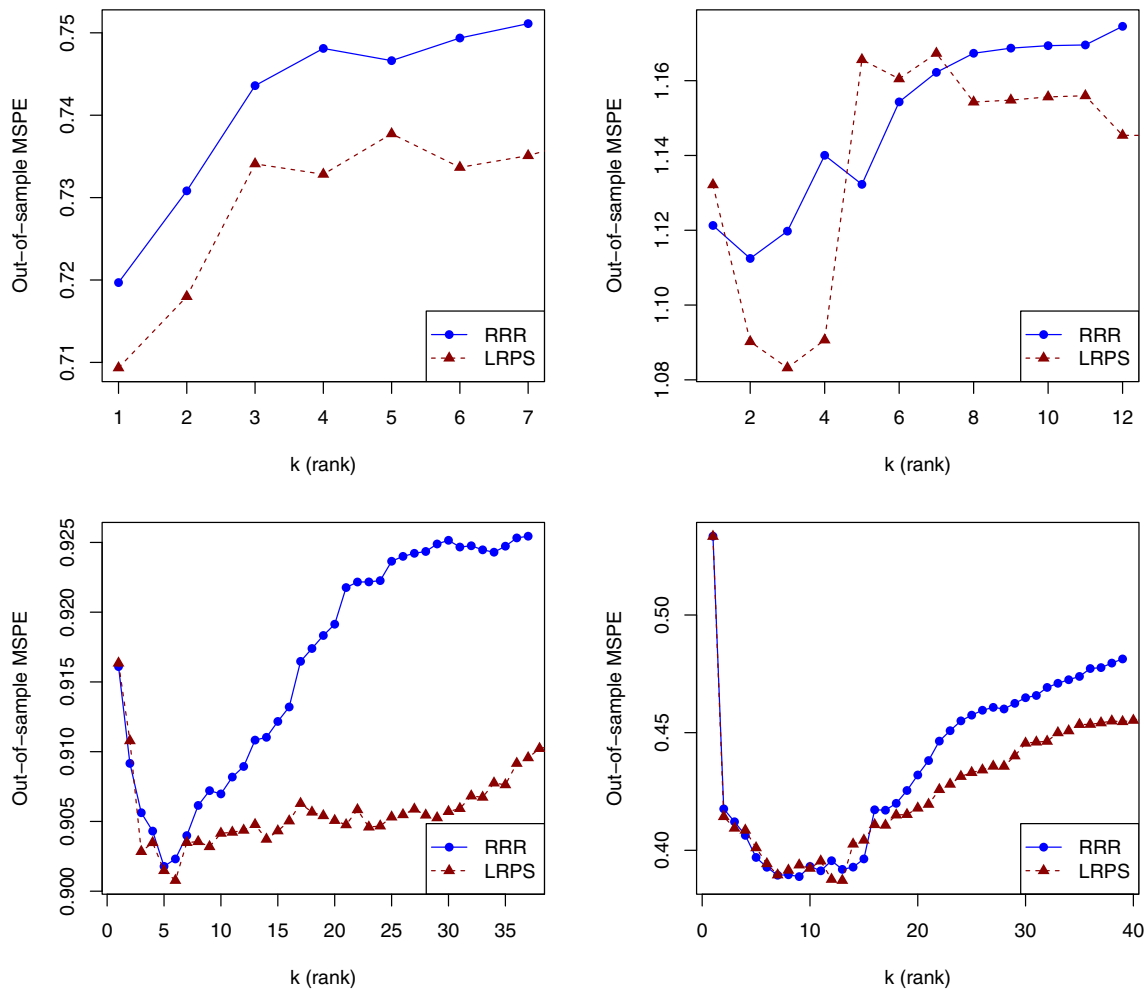 Out−of−sample MSPE
0.71 0.72 0.73 0.74 0.75
1 2 3 4 5 6 7
k (rank)
RRR
LRPS
Out−of−sample MSPE
1.08 1.10 1.12 1.14 1.16
2 4 6 8 10 12
k (rank)
RRR
LRPS
Out−of−sample MSPE
0.900 0.905 0.910 0.915 0.920 0.925
0 5 10 15 20 25 30 35
k (rank)
RRR
LRPS
Out−of−sample MSPE
0.40 0.45 0.50
0 10 20 30 40
k (rank)
RRR
LRPS